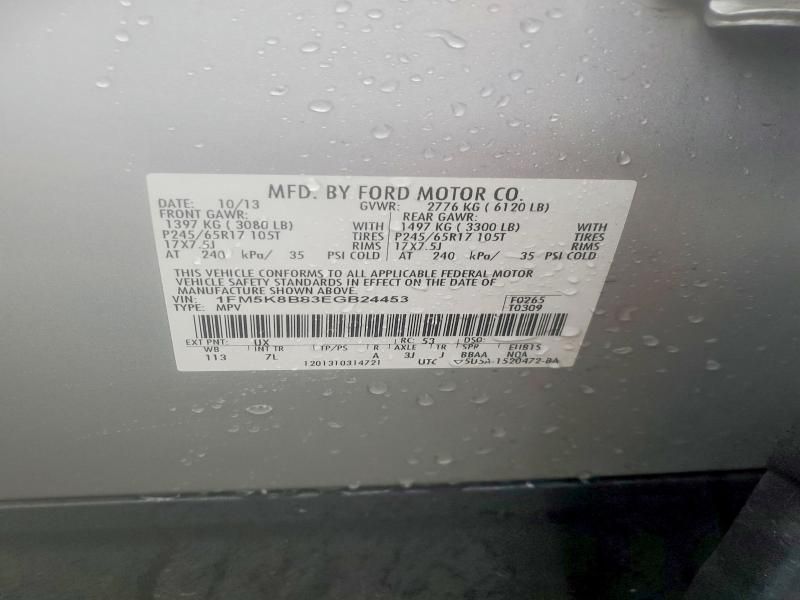 MFD. BY FORD MOTOR CO.
DATE: 10/13 GVWR: 2776 KG ( 6120 LB)
FRONT GAWR: REAR GAWR:
1397 KG ( 3080 LB) WITH 1497 KG ( 3300 LB) WITH
P245/65R17 105T TIRES P245/65R17 105T TIRES
17X7.5J RIMS 17X7.5J RIMS
AT 240 kPa/ 35 PSI COLD AT 240 kPa/ 35 PSI COLD
THIS VEHICLE CONFORMS TO ALL APPLICABLE FEDERAL MOTOR
VEHICLE SAFETY STANDARDS IN EFFECT ON THE DATE OF
MANUFACTURE SHOWN ABOVE.
VIN: 1FM5K8B83EGB24453 F0265
TYPE: MPV T0309
EXT PNT: UX RC: 53 DSO:
WB INT TR TP/PS R AXLE TR SPR
113 7L A 3J J BBAA NOA
1201310314721 UTC